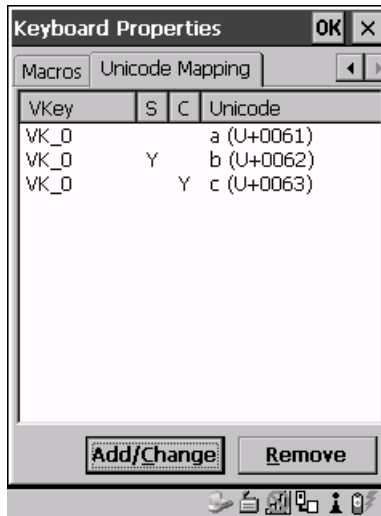 Keyboard Properties OK ×
Macros Unicode Mapping
VKey S C Unicode
VK_0 a (U+0061)
VK_0 Y b (U+0062)
VK_0 Y c (U+0063)
Add/Change Remove